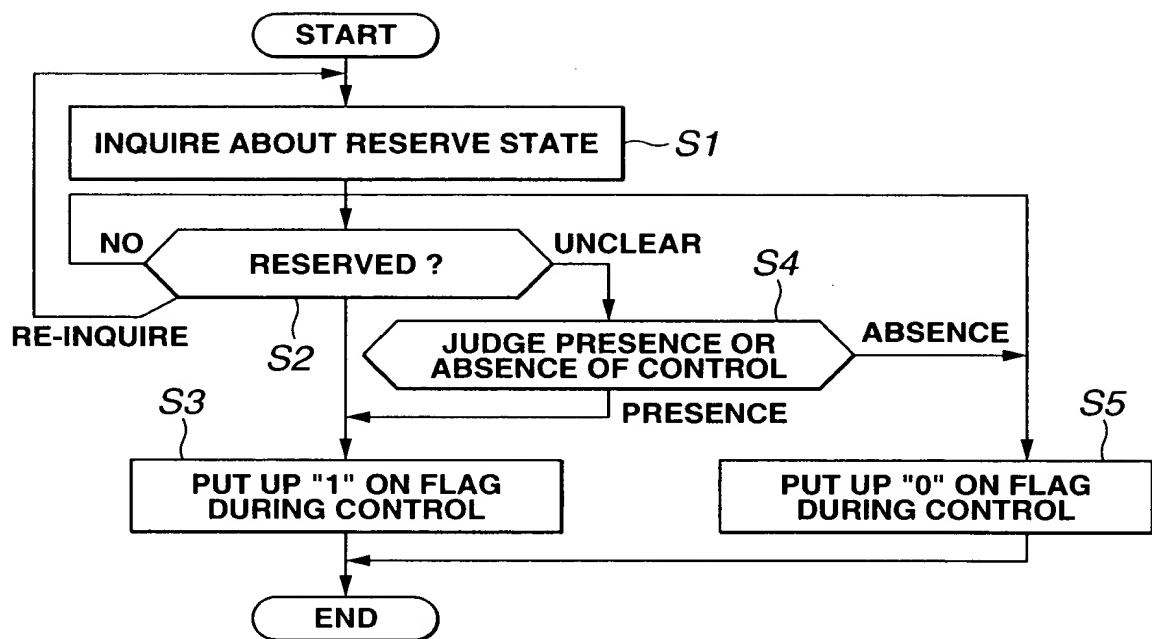 START
INQUIRE ABOUT RESERVE STATE
S1
NO
RESERVED ?
UNCLEAR
S4
RE-INQUIRE
S2
JUDGE PRESENCE OR
ABSENCE OF CONTROL
ABSENCE
S3
PRESENCE
S5
PUT UP "1" ON FLAG
DURING CONTROL
PUT UP "0" ON FLAG
DURING CONTROL
END